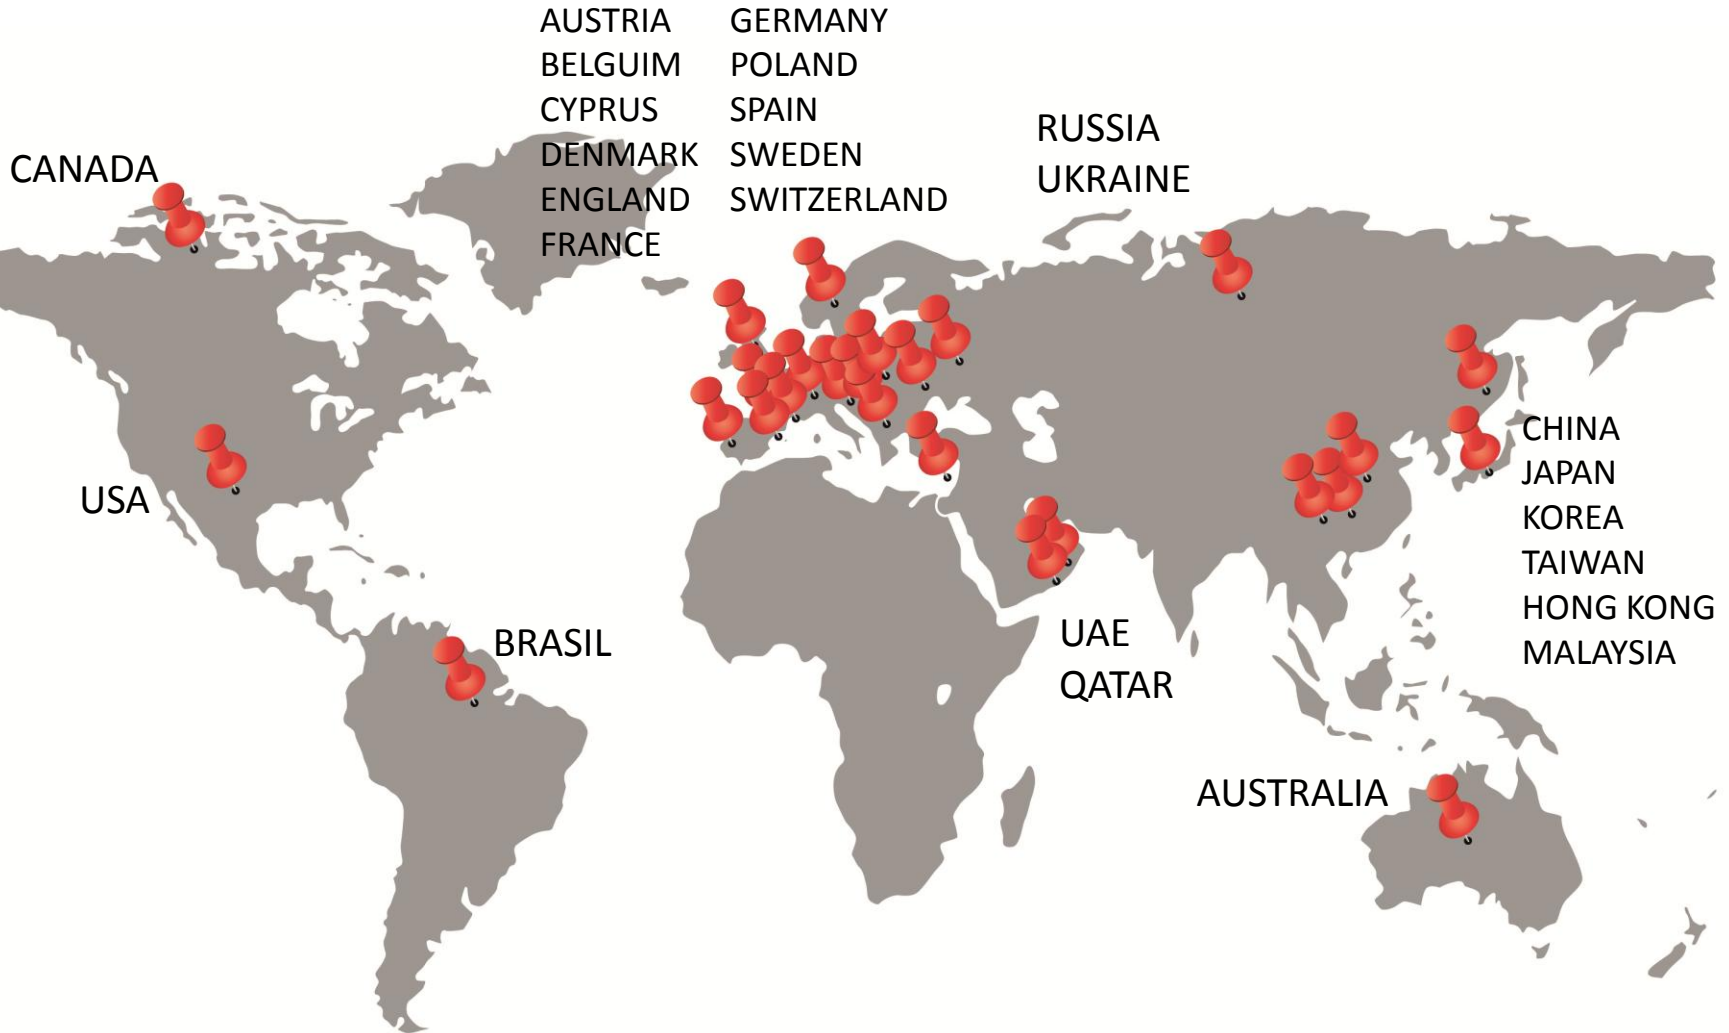 AUSTRIA
BELGUIM
CYPRUS
DENMARK
ENGLAND
FRANCE
GERMANY
POLAND
SPAIN
SWEDEN
SWITZERLAND
RUSSIA
UKRAINE
CANADA
USA
BRASIL
UAE
QATAR
CHINA
JAPAN
KOREA
TAIWAN
HONG KONG
MALAYSIA
AUSTRALIA